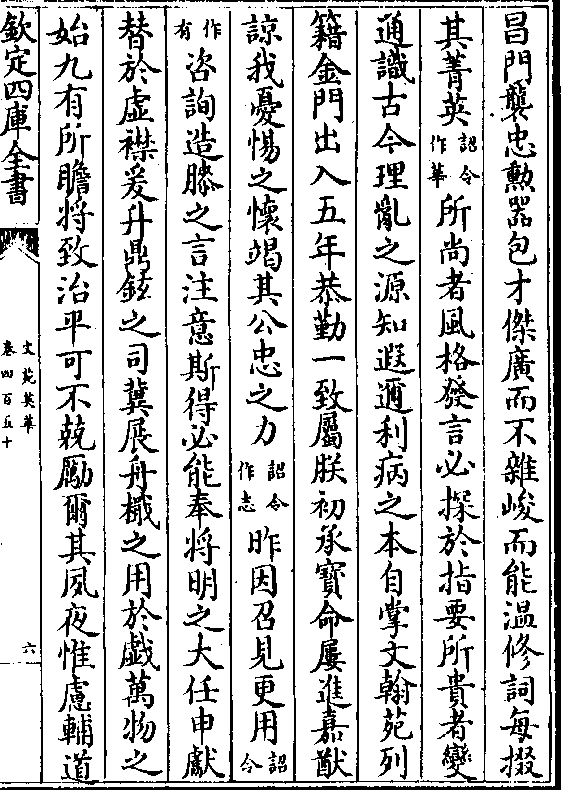 昌門襲忠勲器包才傑廣而不雜峻而能温修詞每掇
其菁英詔令作華所尚者風格發言必探於指要所貴者變
通識古今理亂之源知遐邇利病之本自掌文翰苑列
籍金門出入五年恭勤一致屬朕初承寶命屢進嘉猷
諒我憂惕之懷竭其公忠之力詔令作志昨因召見更用詔令
作有咨詢造膝之言注意斯得必能奉將明之大任申獻
替於虚襟爰升鼎鉉之司冀展舟檝之用於戲萬物之
始九有所瞻將致治平可不兢勵爾其夙夜惟慮輔道
欽定四庫全書
文苑英華
卷四百五十
六